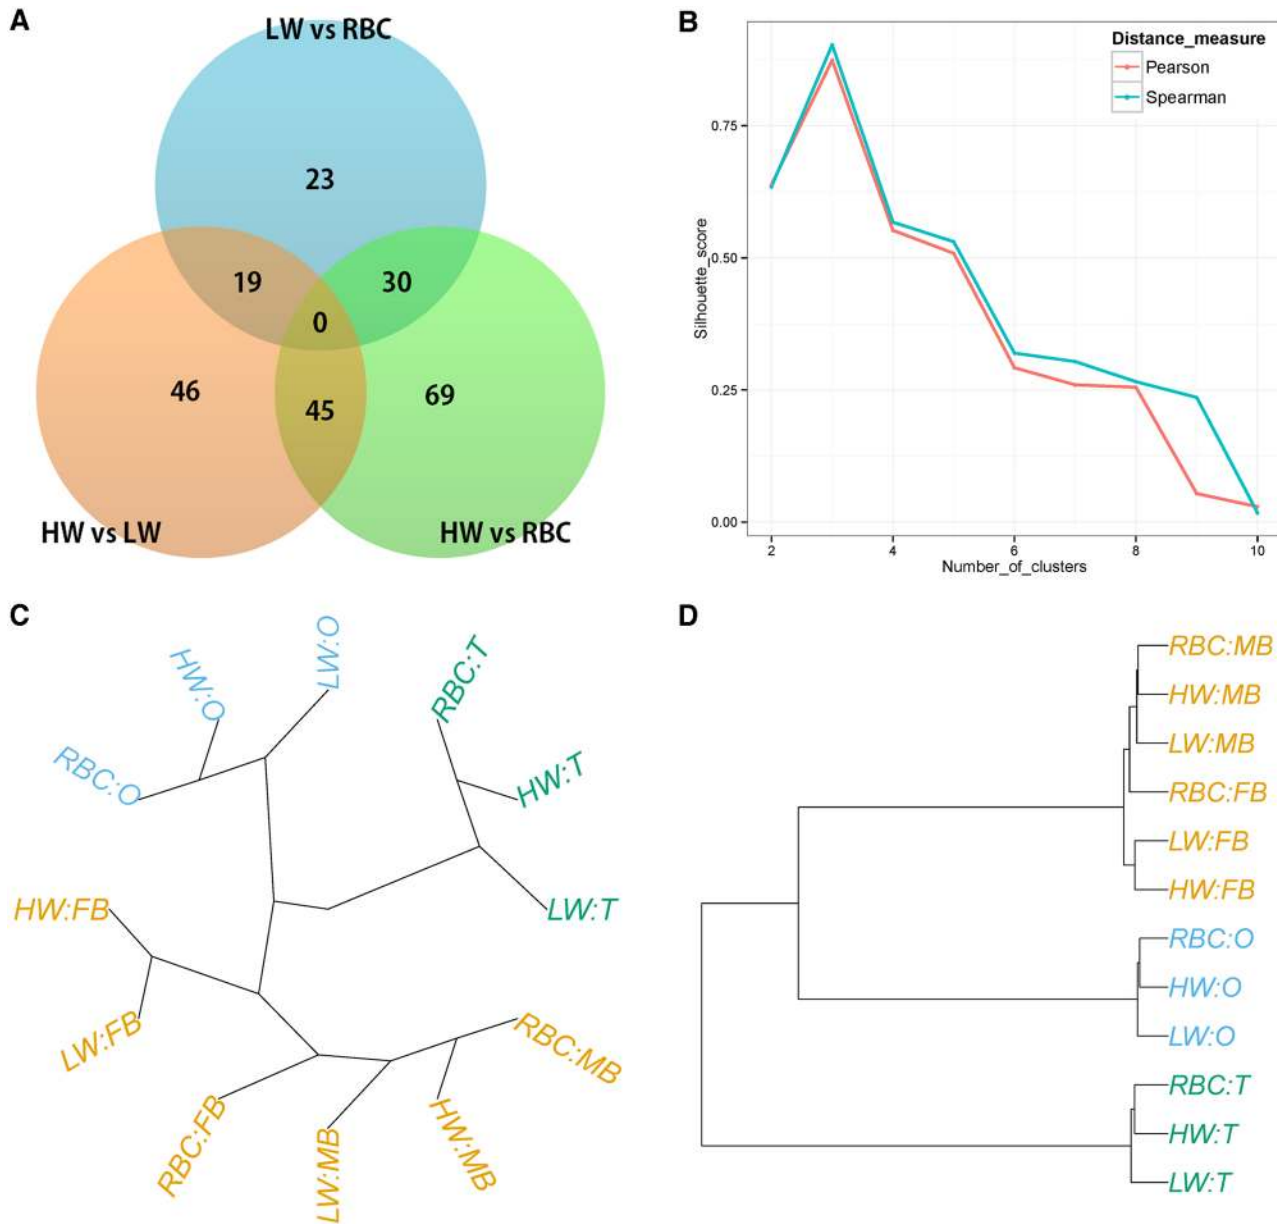 A
LW vs RBC
23
19
30
0
46
45
69
HW vs LW
HW vs RBC
B
Distance_measure
Pearson
Spearman
0.75
0.50
0.25
0.00
Silhouette_score
2
4
6
8
10
Number_of_clusters
C
LW:O
HW:O
RBC:O
RBC:T
HW:T
LW:T
HW:FB
LW:FB
RBC:FB
LW:MB
HW:MB
RBC:MB
D
RBC:MB
HW:MB
LW:MB
RBC:FB
LW:FB
HW:FB
RBC:O
HW:O
LW:O
RBC:T
HW:T
LW:T